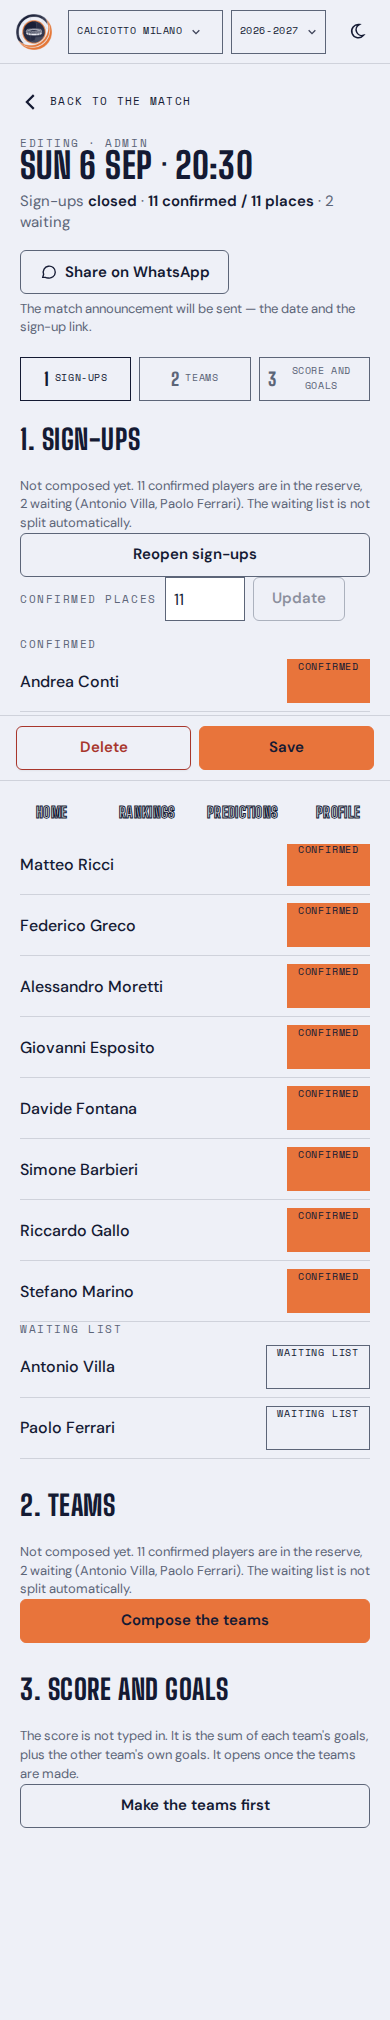 CALCIOTTO MILANO
2026-2027
BACK TO THE MATCH
EDITING · ADMIN
SUN 6 SEP · 20:30
Sign-ups closed · 11 confirmed / 11 places · 2
waiting
Share on WhatsApp
The match announcement will be sent — the date and the
sign-up link.
1 SIGN-UPS
2 TEAMS
3 SCORE AND
GOALS
1. SIGN-UPS
Not composed yet. 11 confirmed players are in the reserve,
2 waiting (Antonio Villa, Paolo Ferrari). The waiting list is not
split automatically.
Reopen sign-ups
CONFIRMED PLACES 11 Update
CONFIRMED
Andrea Conti CONFIRMED
Delete Save
HOME RANKINGS PREDICTIONS PROFILE
Matteo Ricci CONFIRMED
Federico Greco CONFIRMED
Alessandro Moretti CONFIRMED
Giovanni Esposito CONFIRMED
Davide Fontana CONFIRMED
Simone Barbieri CONFIRMED
Riccardo Gallo CONFIRMED
Stefano Marino CONFIRMED
WAITING LIST
Antonio Villa WAITING LIST
Paolo Ferrari WAITING LIST
2. TEAMS
Not composed yet. 11 confirmed players are in the reserve,
2 waiting (Antonio Villa, Paolo Ferrari). The waiting list is not
split automatically.
Compose the teams
3. SCORE AND GOALS
The score is not typed in. It is the sum of each team's goals,
plus the other team's own goals. It opens once the teams
are made.
Make the teams first